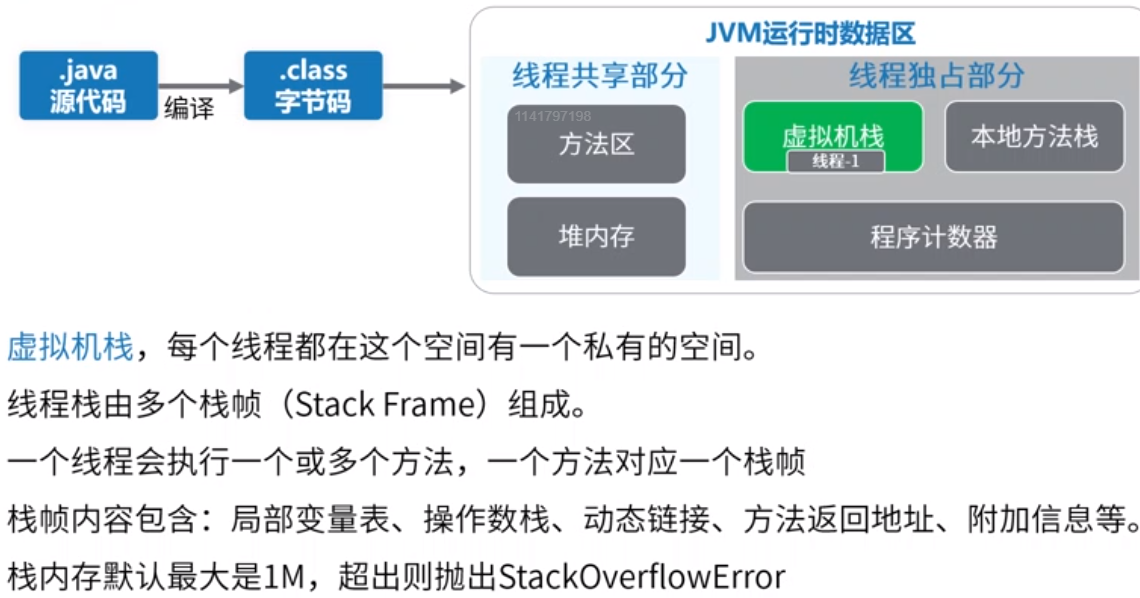 JVM运行时数据区
.java
源代码
编译
.class
字节码
线程共享部分
线程独占部分
1141797198
方法区
虚拟机栈
线程-1
本地方法栈
堆内存
程序计数器
虚拟机栈，每个线程都在这个空间有一个私有的空间。
线程栈由多个栈帧（Stack Frame）组成。
一个线程会执行一个或多个方法，一个方法对应一个栈帧
栈帧内容包含：局部变量表、操作数栈、动态链接、方法返回地址、附加信息等。
栈内存默认最大是1M，超出则抛出StackOverflowError